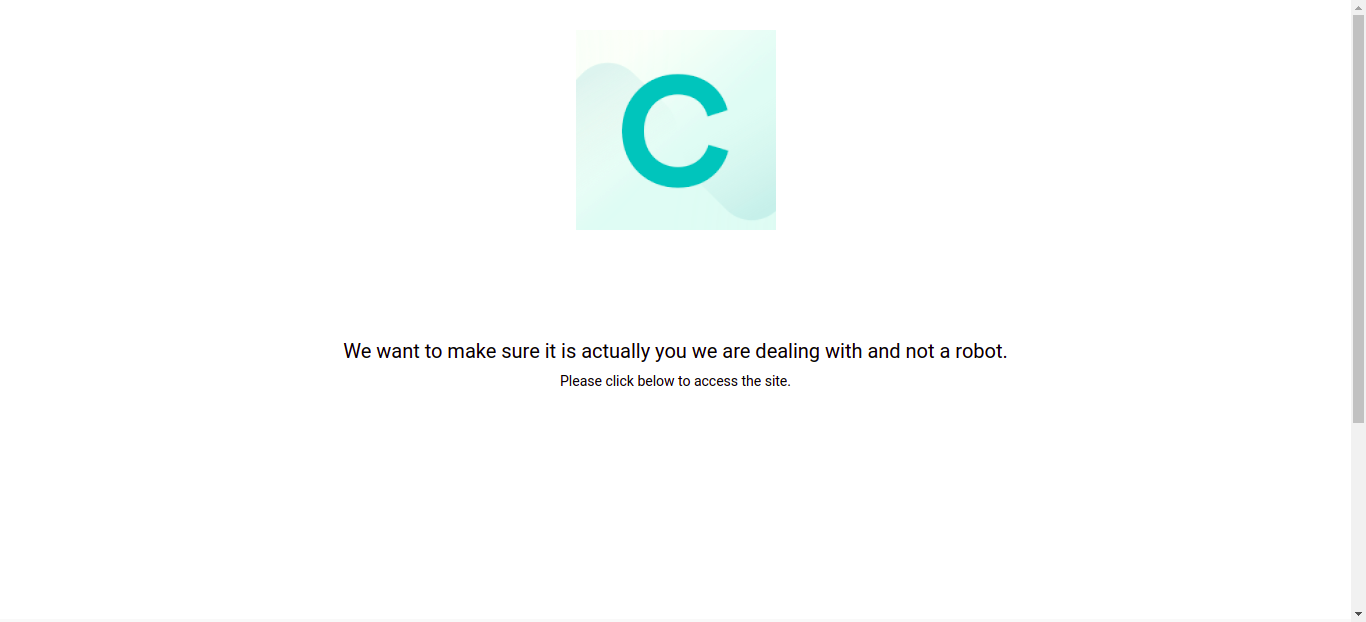 C
We want to make sure it is actually you we are dealing with and not a robot.
Please click below to access the site.